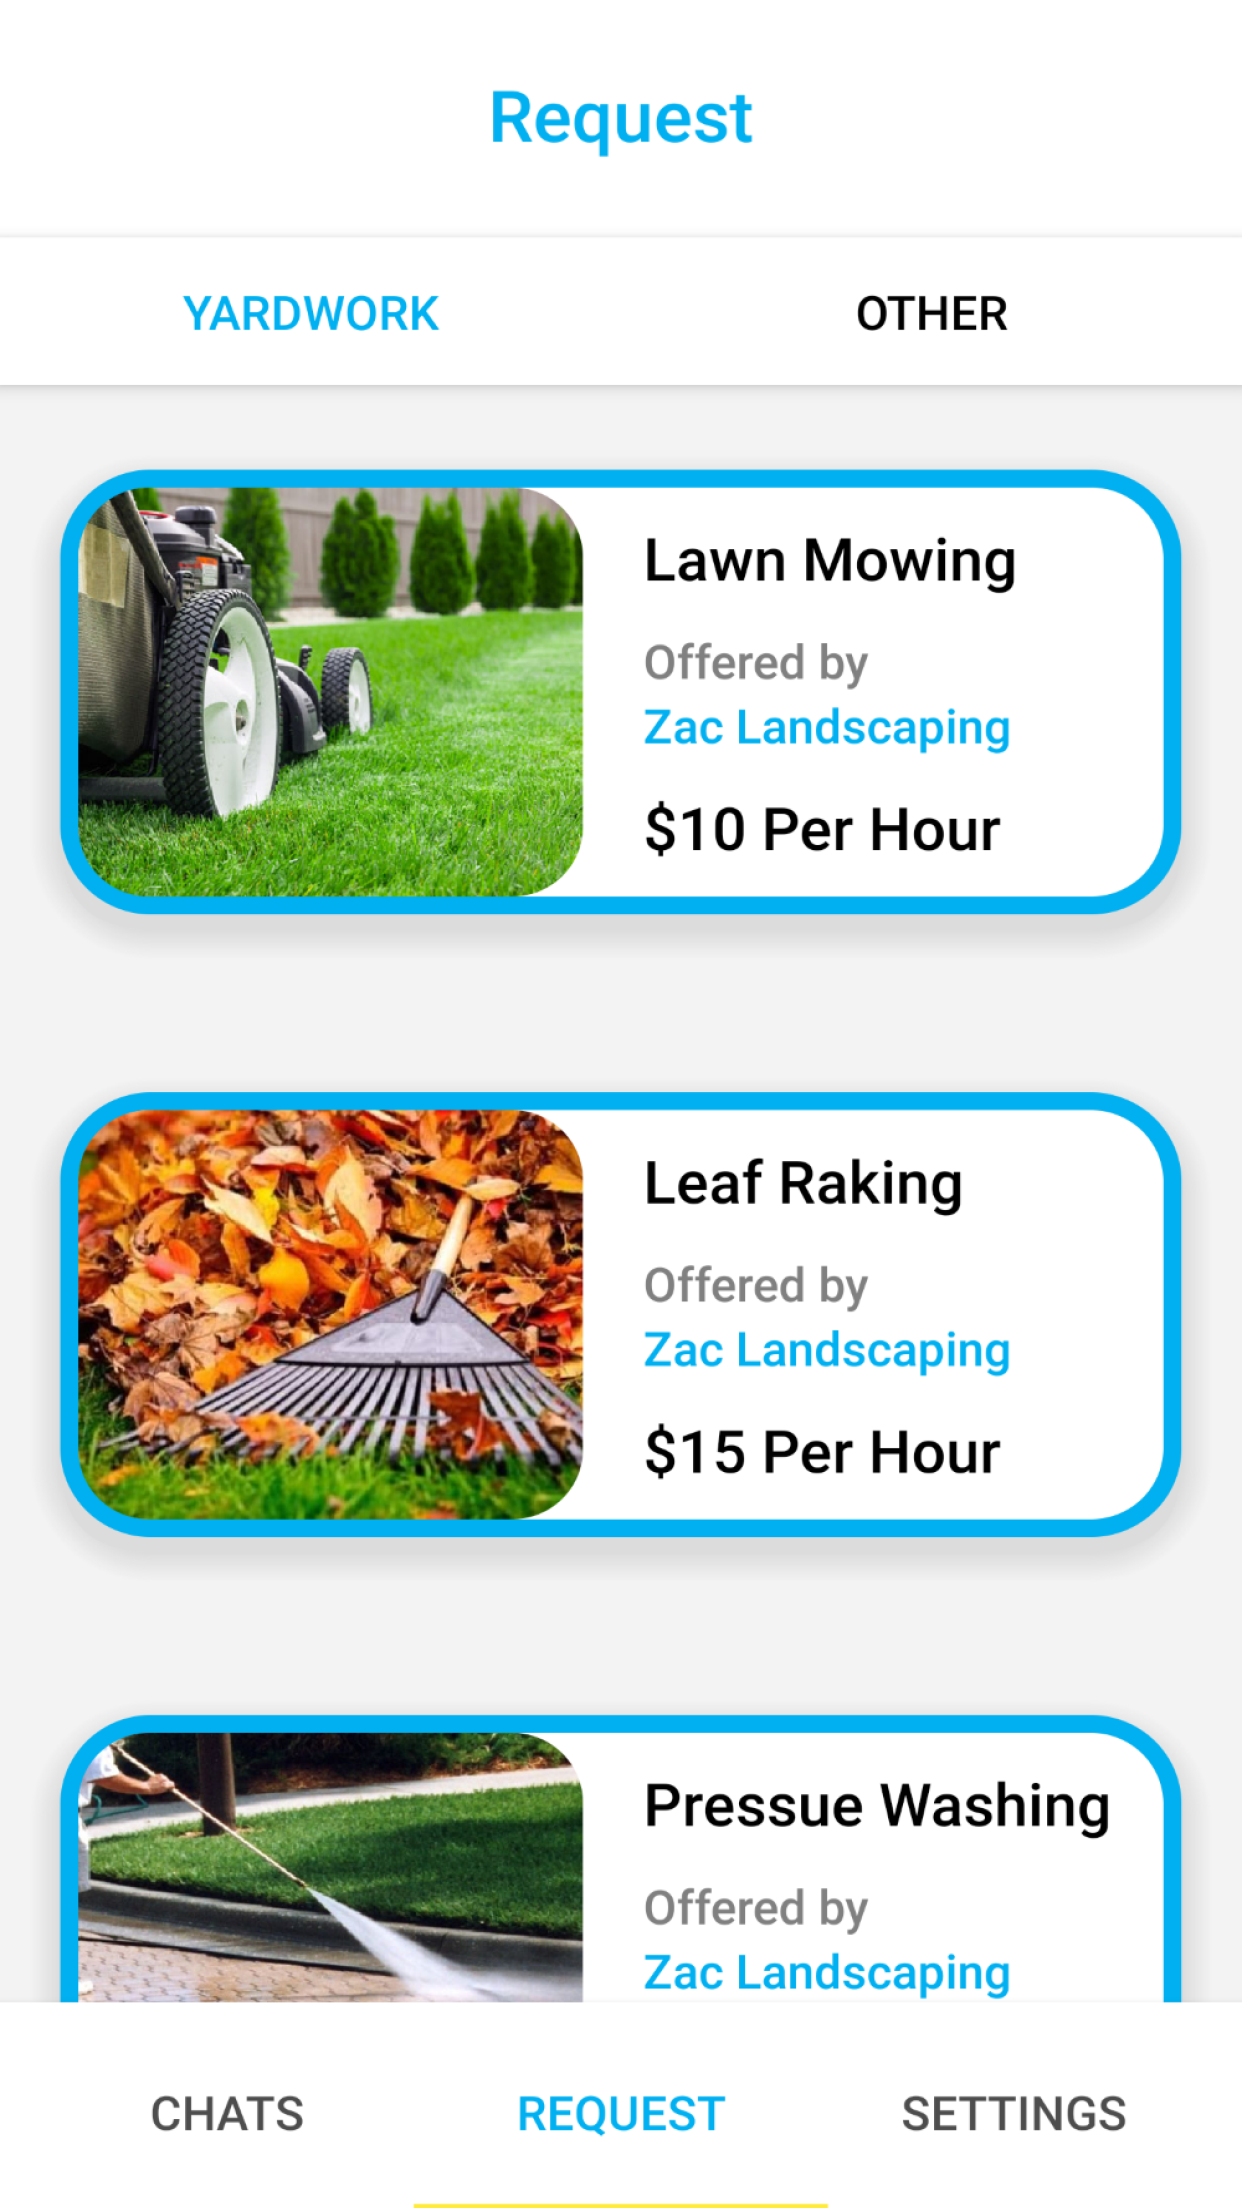 Request
YARDWORK OTHER
Lawn Mowing
Offered by
Zac Landscaping
$10 Per Hour
Leaf Raking
Offered by
Zac Landscaping
$15 Per Hour
Pressue Washing
Offered by
Zac Landscaping
CHATS REQUEST SETTINGS